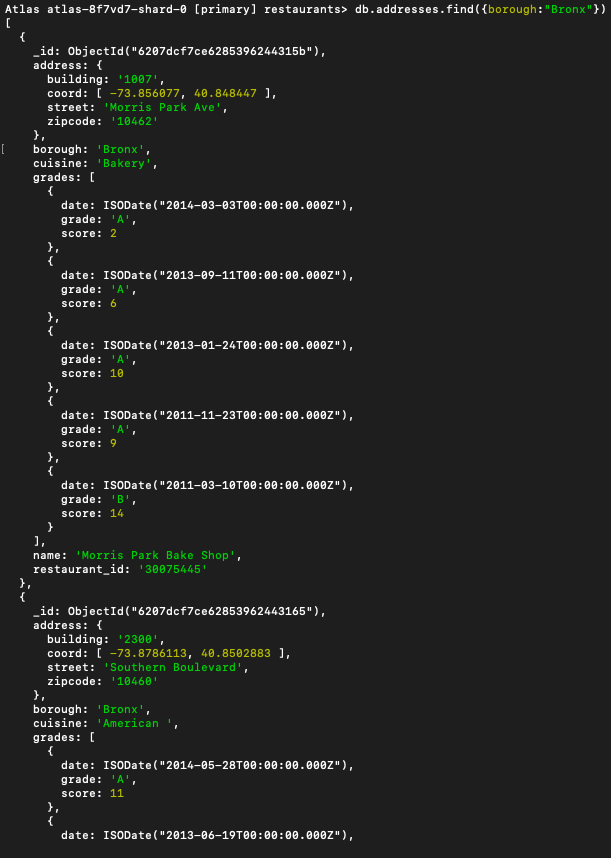 Atlas atlas-8f7vd7-shard-0 [primary] restaurants> db.addresses.find({borough:"Bronx"})
[
  {
    _id: ObjectId("6207dcf7ce6285396244315b"),
    address: {
      building: '1007',
      coord: [ -73.856077, 40.848447 ],
      street: 'Morris Park Ave',
      zipcode: '10462'
    },
[   borough: 'Bronx',
    cuisine: 'Bakery',
    grades: [
      {
        date: ISODate("2014-03-03T00:00:00.000Z"),
        grade: 'A',
        score: 2
      },
      {
        date: ISODate("2013-09-11T00:00:00.000Z"),
        grade: 'A',
        score: 6
      },
      {
        date: ISODate("2013-01-24T00:00:00.000Z"),
        grade: 'A',
        score: 10
      },
      {
        date: ISODate("2011-11-23T00:00:00.000Z"),
        grade: 'A',
        score: 9
      },
      {
        date: ISODate("2011-03-10T00:00:00.000Z"),
        grade: 'B',
        score: 14
      }
    ],
    name: 'Morris Park Bake Shop',
    restaurant_id: '30075445'
  },
  {
    _id: ObjectId("6207dcf7ce62853962443165"),
    address: {
      building: '2300',
      coord: [ -73.8786113, 40.8502883 ],
      street: 'Southern Boulevard',
      zipcode: '10460'
    },
    borough: 'Bronx',
    cuisine: 'American ',
    grades: [
      {
        date: ISODate("2014-05-28T00:00:00.000Z"),
        grade: 'A',
        score: 11
      },
      {
        date: ISODate("2013-06-19T00:00:00.000Z"),